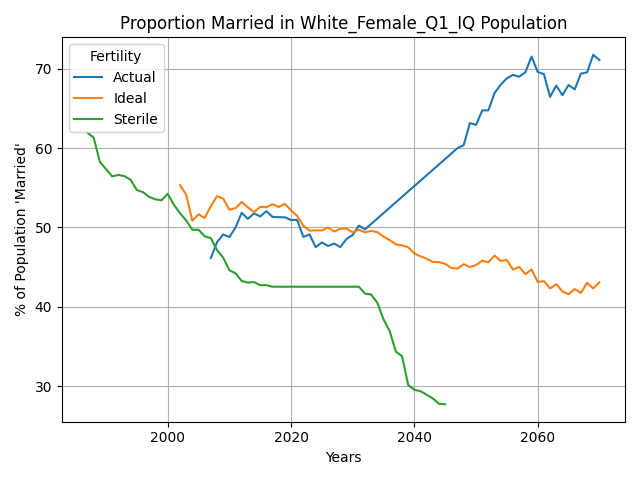 Proportion Married in White_Female_Q1_IQ Population
% of Population 'Married'
Fertility
Actual
Ideal
Sterile
70
60
50
40
30
2000
2020
2040
2060
Years